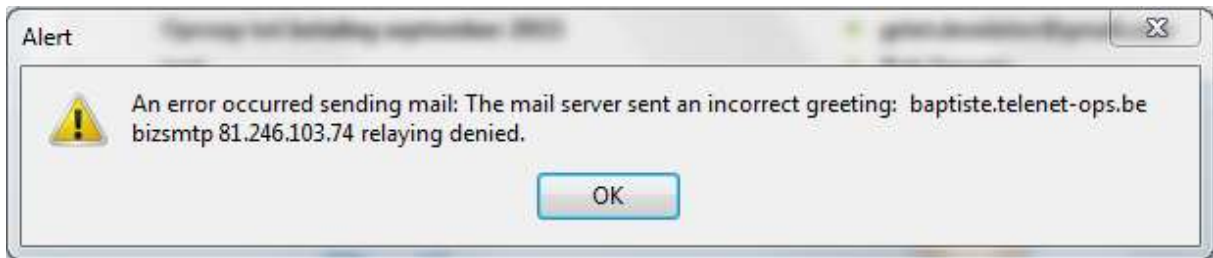 Alert
An error occurred sending mail: The mail server sent an incorrect greeting:  baptiste.telenet-ops.be
bizsmtp 81.246.103.74 relaying denied.
OK